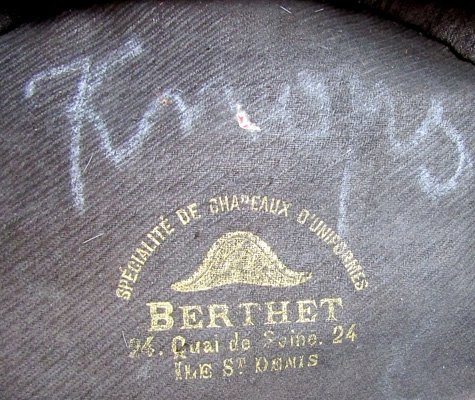 SPÉCIALITÉ DE CHAPEAUX D'UNIFORMES
BERTHET
24. Quai de Seine. 24
ILE ST DENIS